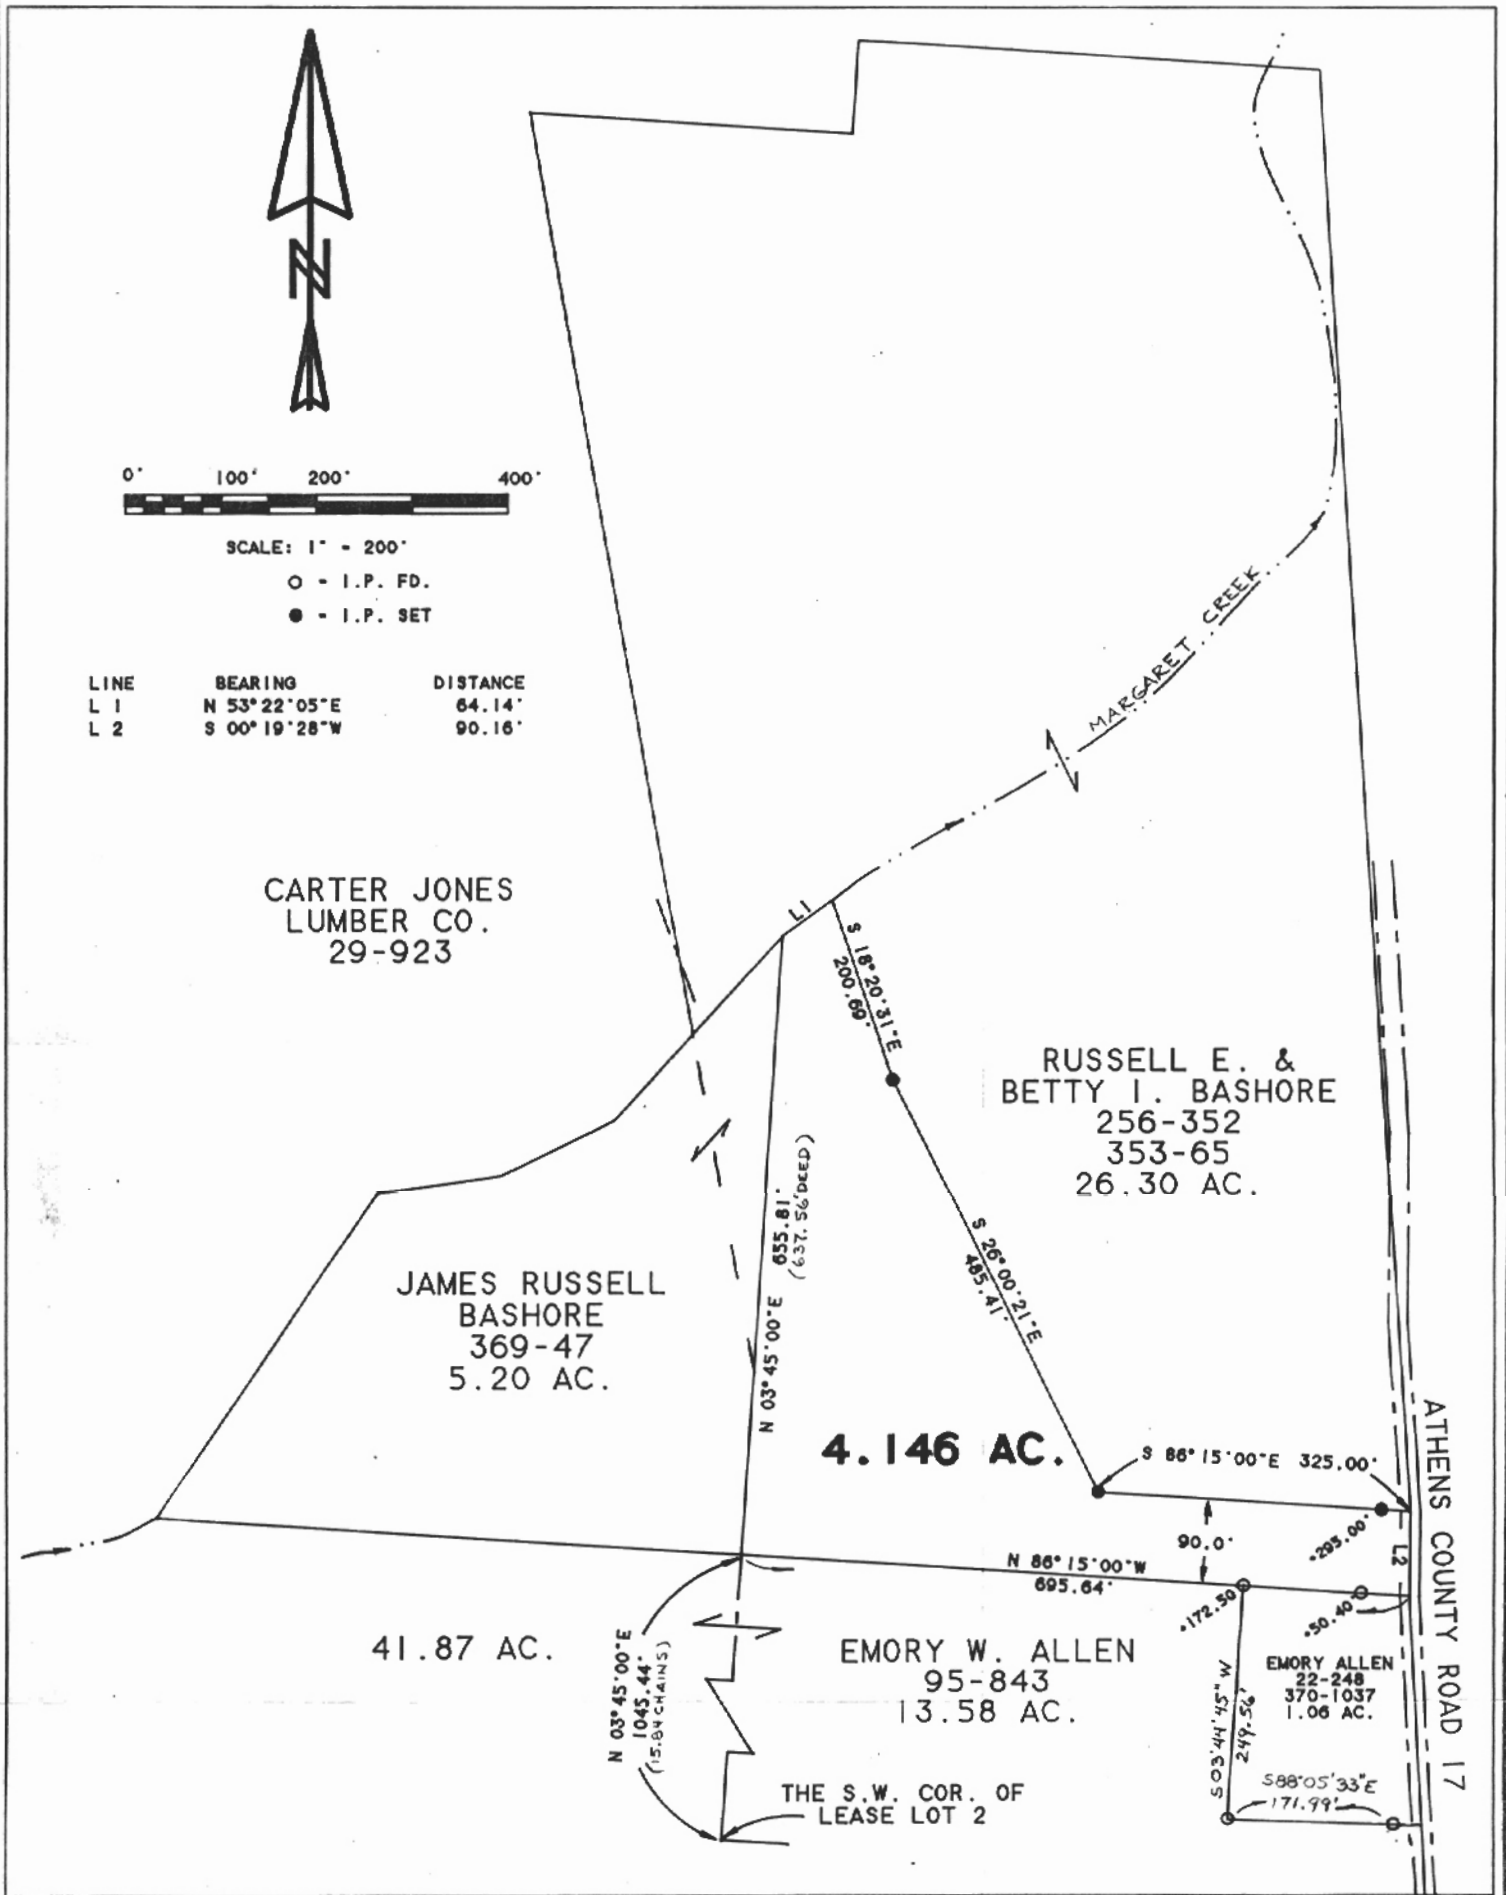 N
0' 100' 200' 400'
SCALE: 1" - 200'
○ - I.P. FD.
● - I.P. SET
LINE BEARING DISTANCE
L 1 N 53°22'05"E 64.14'
L 2 S 00°19'28"W 90.16'
MARGARET CREEK
CARTER JONES
LUMBER CO.
29-923
L1
S 18°20'31"E
200.69'
RUSSELL E. &
BETTY I. BASHORE
256-352
353-65
26.30 AC.
S 26°00'21"E
485.41'
N 03°45'00"E 655.81'
(637.56' DEED)
JAMES RUSSELL
BASHORE
369-47
5.20 AC.
4.146 AC.
S 86°15'00"E 325.00'
+295.00'
90.0'
L2
N 86°15'00"W
695.64'
+172.50
+50.40'
ATHENS COUNTY ROAD 17
41.87 AC.
N 03°45'00"E
1045.44'
(15.84 CHAINS)
EMORY W. ALLEN
95-843
13.58 AC.
EMORY ALLEN
22-248
370-1037
1.06 AC.
S 03°44'45" W
249.56'
S88°05'33"E
171.99'
THE S.W. COR. OF
LEASE LOT 2